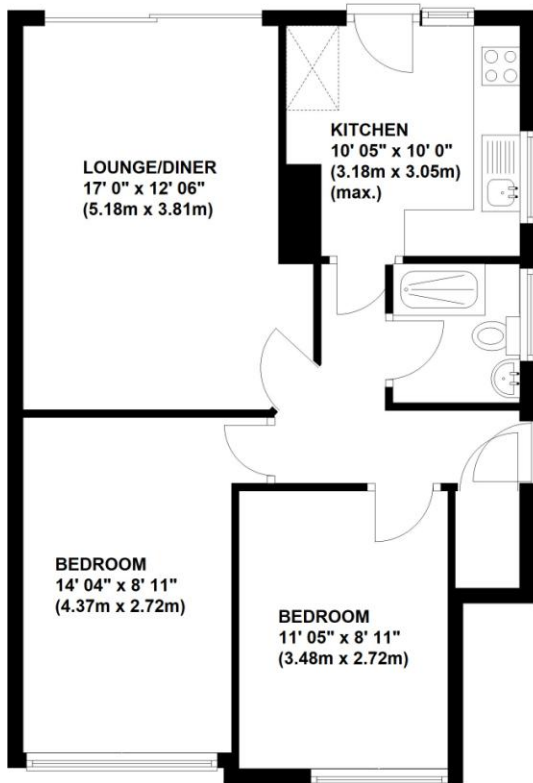 KITCHEN
10' 05" x 10' 0"
(3.18m x 3.05m)
(max.)
LOUNGE/DINER
17' 0" x 12' 06"
(5.18m x 3.81m)
BEDROOM
14' 04" x 8' 11"
(4.37m x 2.72m)
BEDROOM
11' 05" x 8' 11"
(3.48m x 2.72m)